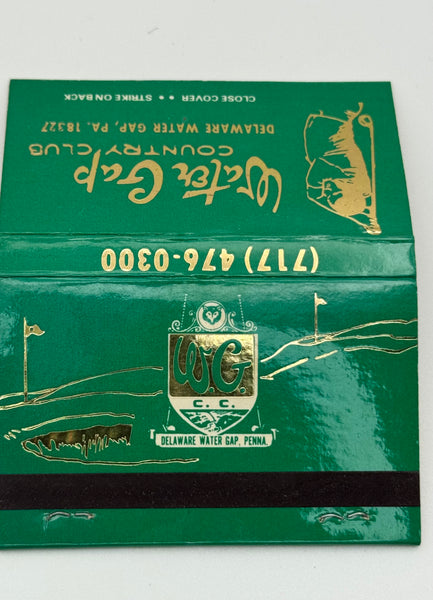 CLOSE COVER • • STRIKE ON BACK
DELAWARE WATER GAP, PA. 18327
COUNTRY CLUB
Water Gap
(717) 476-0300
W.G.
C. C.
DELAWARE WATER GAP, PENNA.